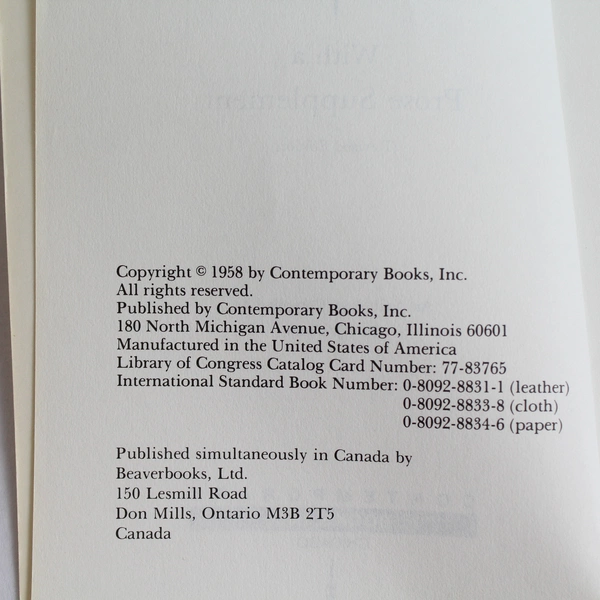 Copyright © 1958 by Contemporary Books, Inc.
All rights reserved.
Published by Contemporary Books, Inc.
180 North Michigan Avenue, Chicago, Illinois 60601
Manufactured in the United States of America
Library of Congress Catalog Card Number: 77-83765
International Standard Book Number: 0-8092-8831-1 (leather)
0-8092-8833-8 (cloth)
0-8092-8834-6 (paper)
Published simultaneously in Canada by
Beaverbooks, Ltd.
150 Lesmill Road
Don Mills, Ontario M3B 2T5
Canada